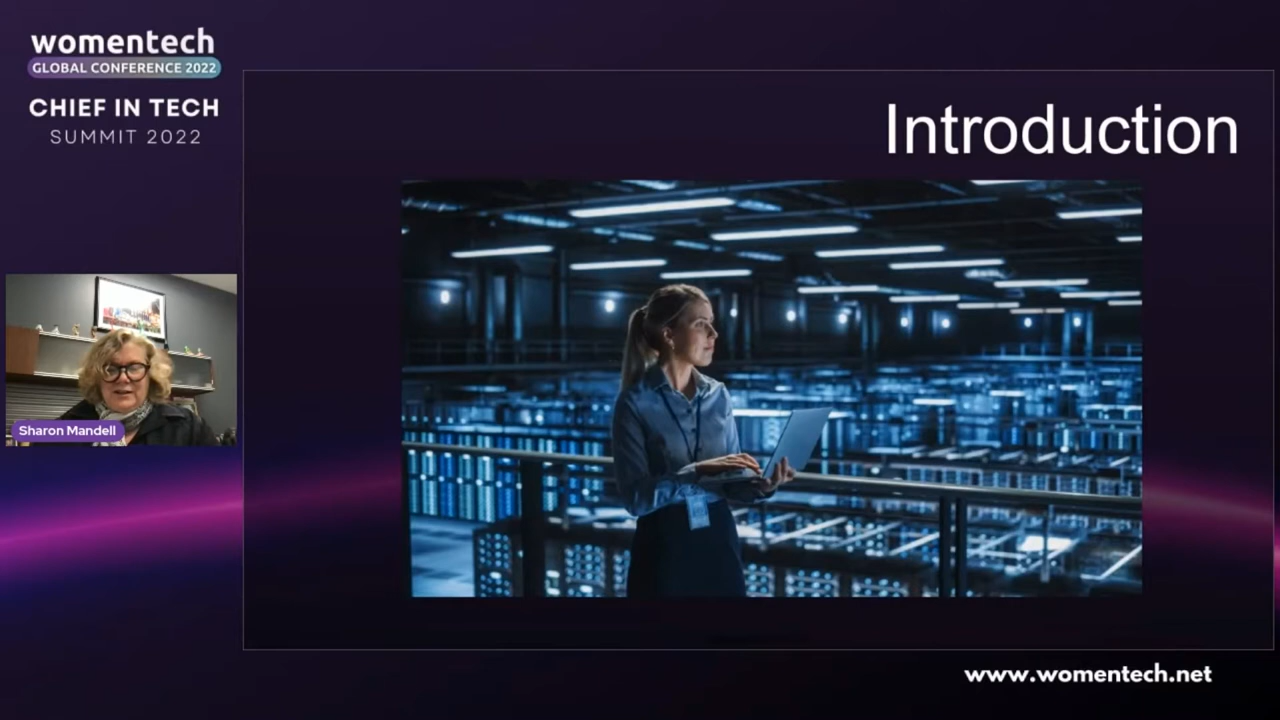 womentech
GLOBAL CONFERENCE 2022
CHIEF IN TECH
SUMMIT 2022
Introduction
Sharon Mandell
www.womentech.net